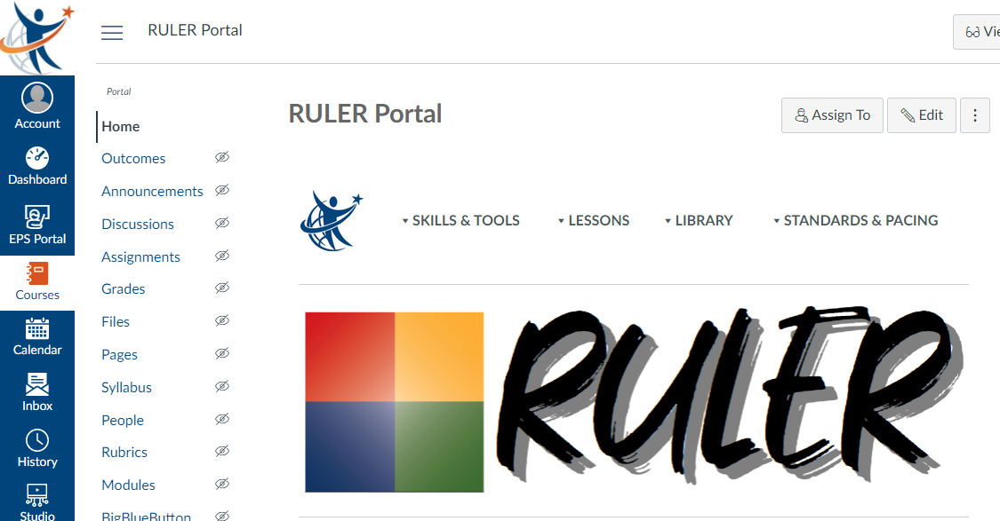 RULER Portal
Vie
Account
Dashboard
EPS Portal
Courses
Calendar
Inbox
History
Studio
Portal
Home
Outcomes
Announcements
Discussions
Assignments
Grades
Files
Pages
Syllabus
People
Rubrics
Modules
BigBlueButton
RULER Portal
Assign To
Edit
SKILLS & TOOLS
LESSONS
LIBRARY
STANDARDS & PACING
RULER